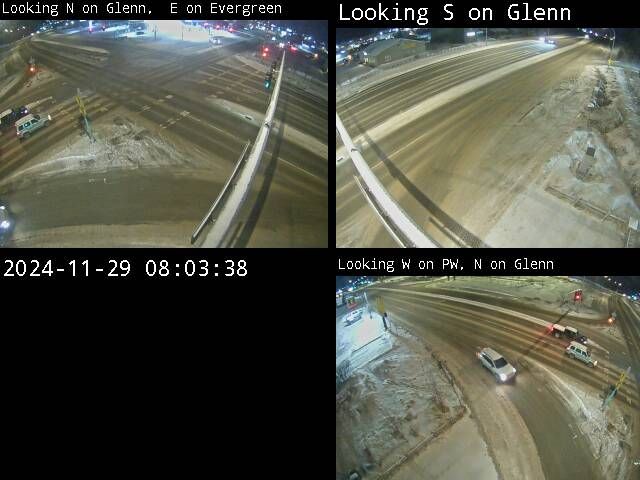 Looking N on Glenn,  E on Evergreen
Looking S on Glenn
2024-11-29 08:03:38
Looking W on PW, N on Glenn